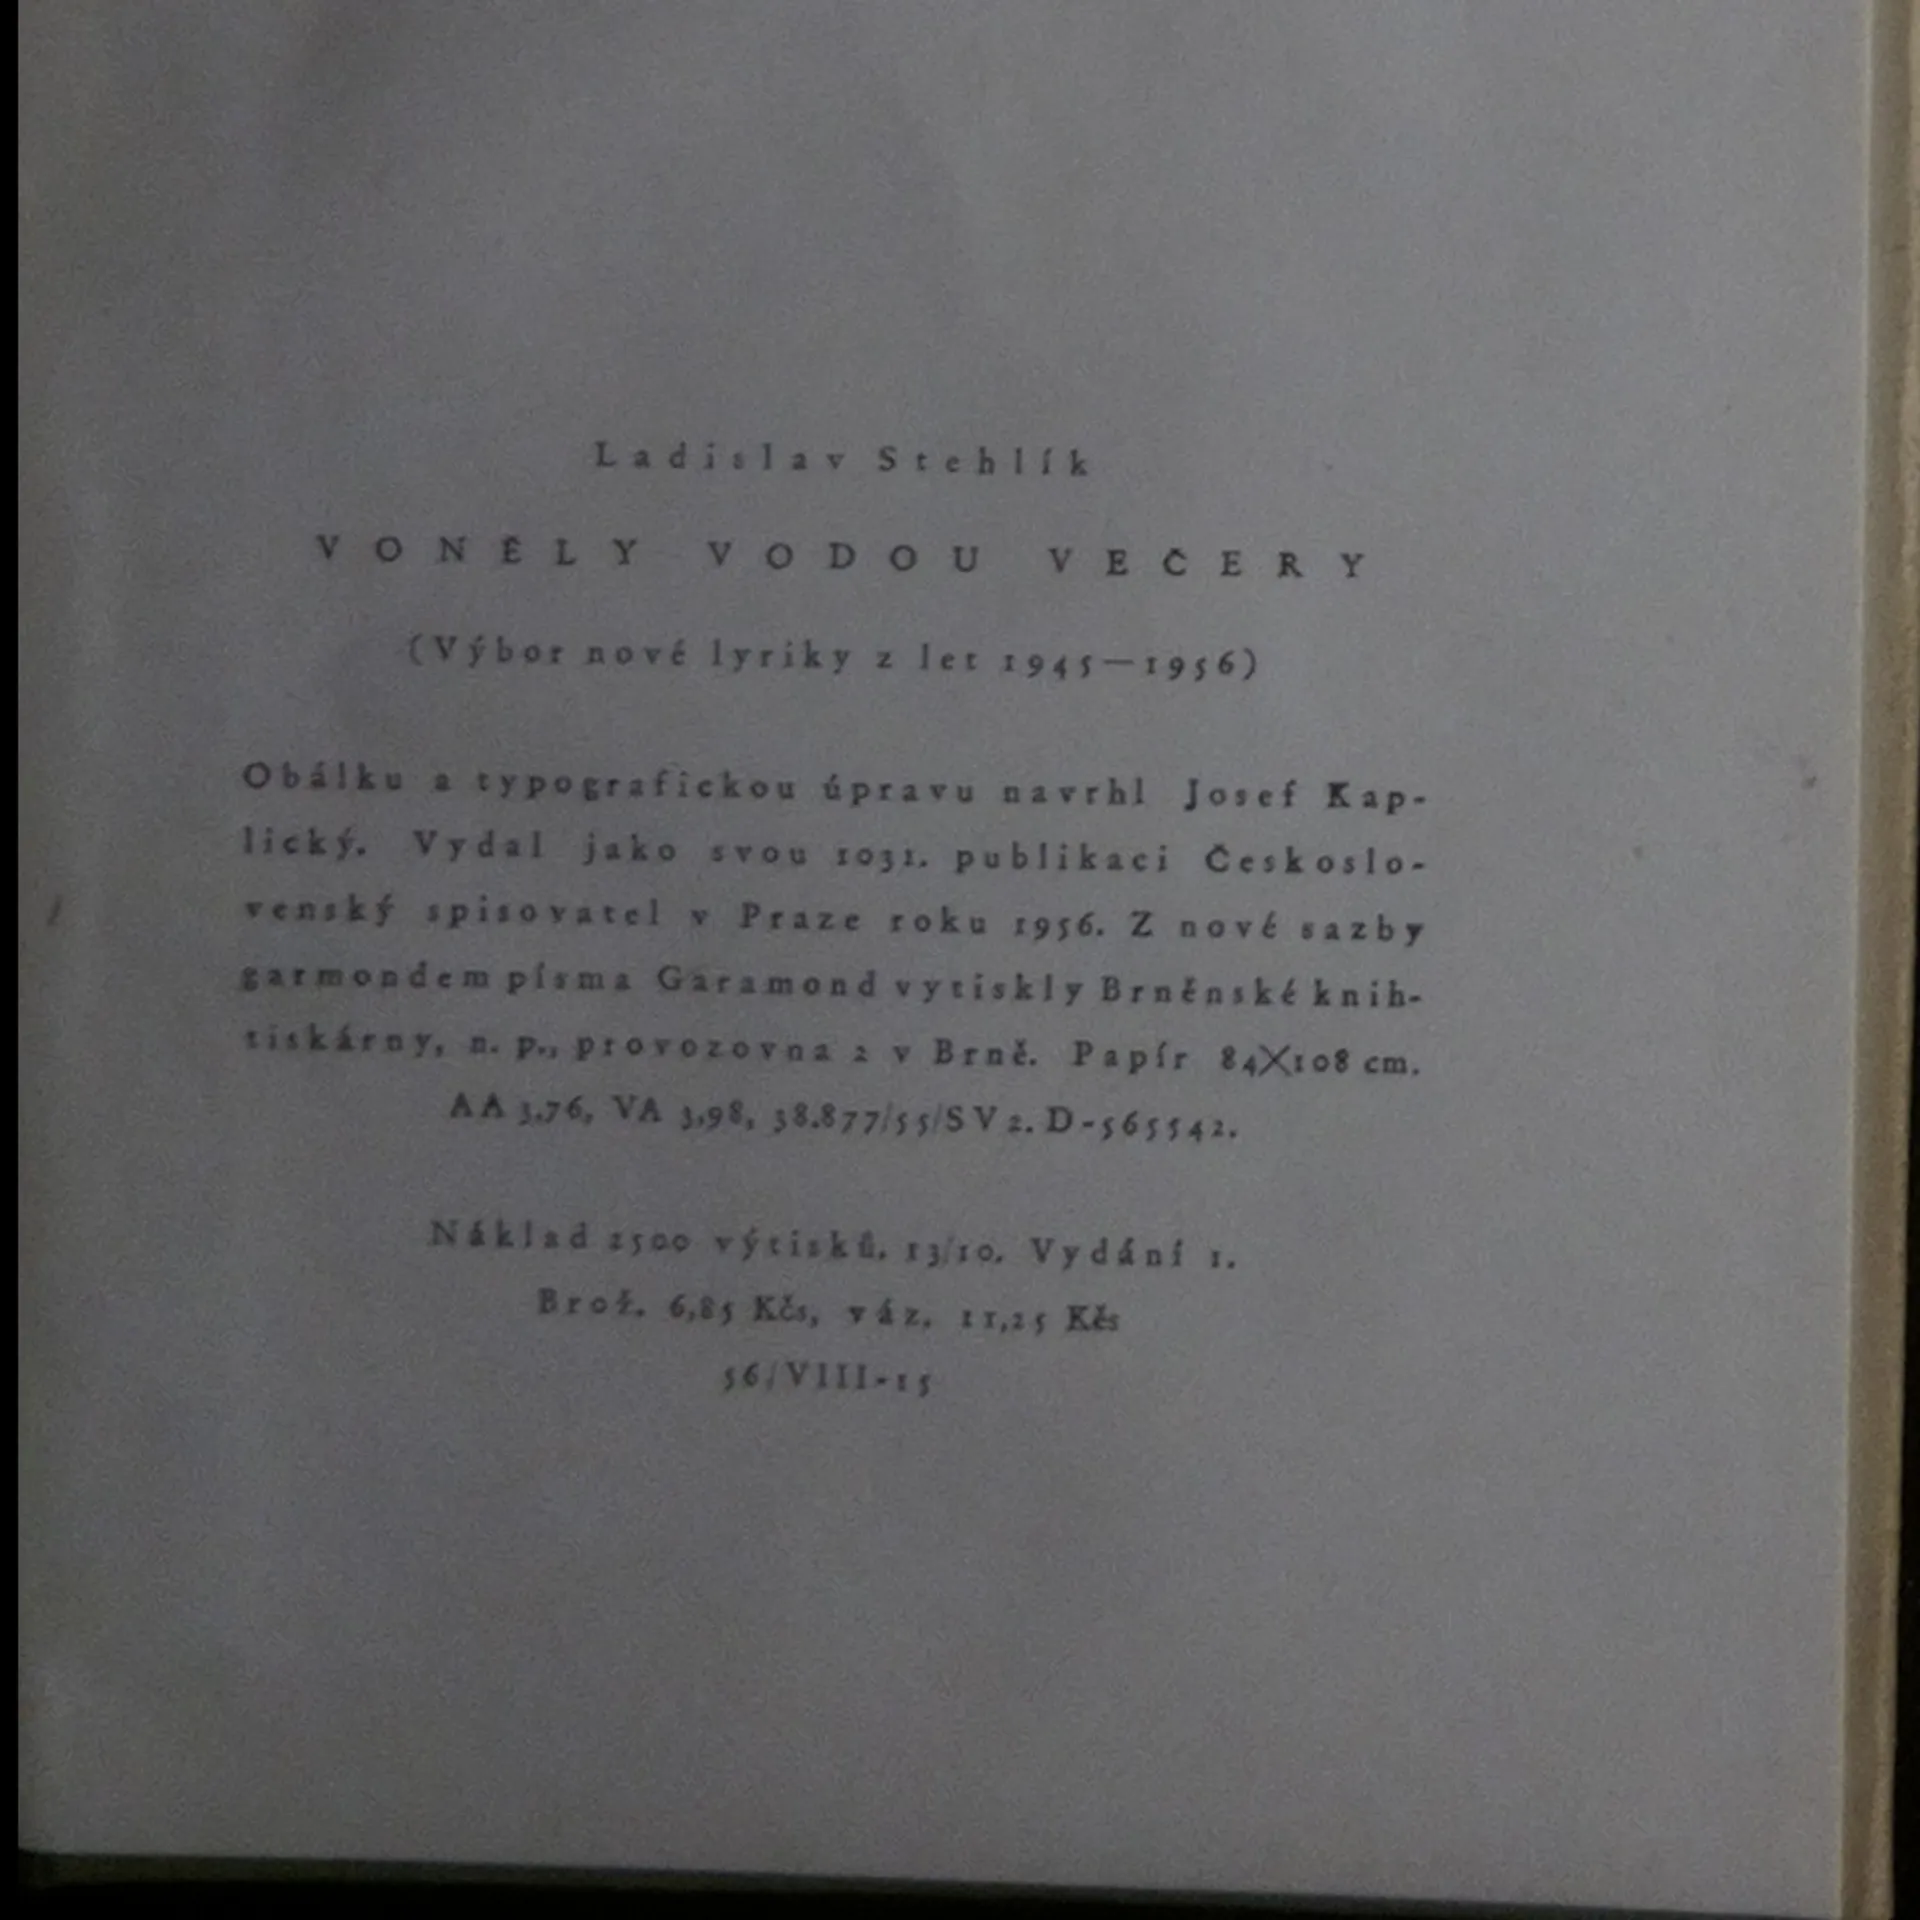 Ladislav Stehlík
VONĚLY VODOU VEČERY
(Výbor nové lyriky z let 1945—1956)
Obálku a typografickou úpravu navrhl Josef Kap-
lický. Vydal jako svou 1031. publikaci Českoslo-
venský spisovatel v Praze roku 1956. Z nové sazby
garmondem písma Garamond vytiskly Brněnské knih-
tiskárny, n. p., provozovna 2 v Brně. Papír 84×108 cm.
AA 3,76, VA 3,98, 38.877/55/SV 2. D-565542.
Náklad 2500 výtisků. 13/10. Vydání 1.
Brož. 6,85 Kčs, váz. 11,25 Kčs
56/VIII-15